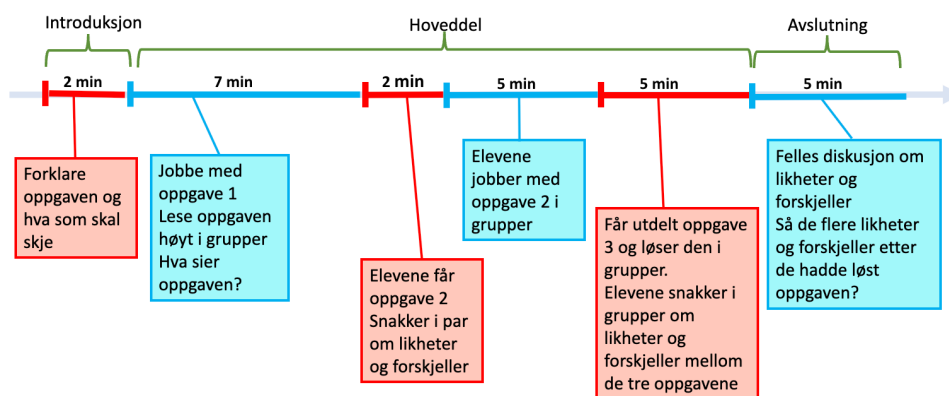 Introduksjon
Hoveddel
Avslutning
2 min
7 min
2 min
5 min
5 min
5 min
Forklare
oppgaven og
hva som skal
skje
Jobbe med
oppgave 1
Lese oppgaven
høyt i grupper
Hva sier
oppgaven?
Elevene får
oppgave 2
Snakker i par
om likheter
og forskjeller
Elevene
jobber med
oppgave 2 i
grupper
Får utdelt oppgave
3 og løser den i
grupper.
Elevene snakker i
grupper om
likheter og
forskjeller mellom
de tre oppgavene
Felles diskusjon om
likheter og
forskjeller
Så de flere likheter
og forskjeller etter
de hadde løst
oppgaven?